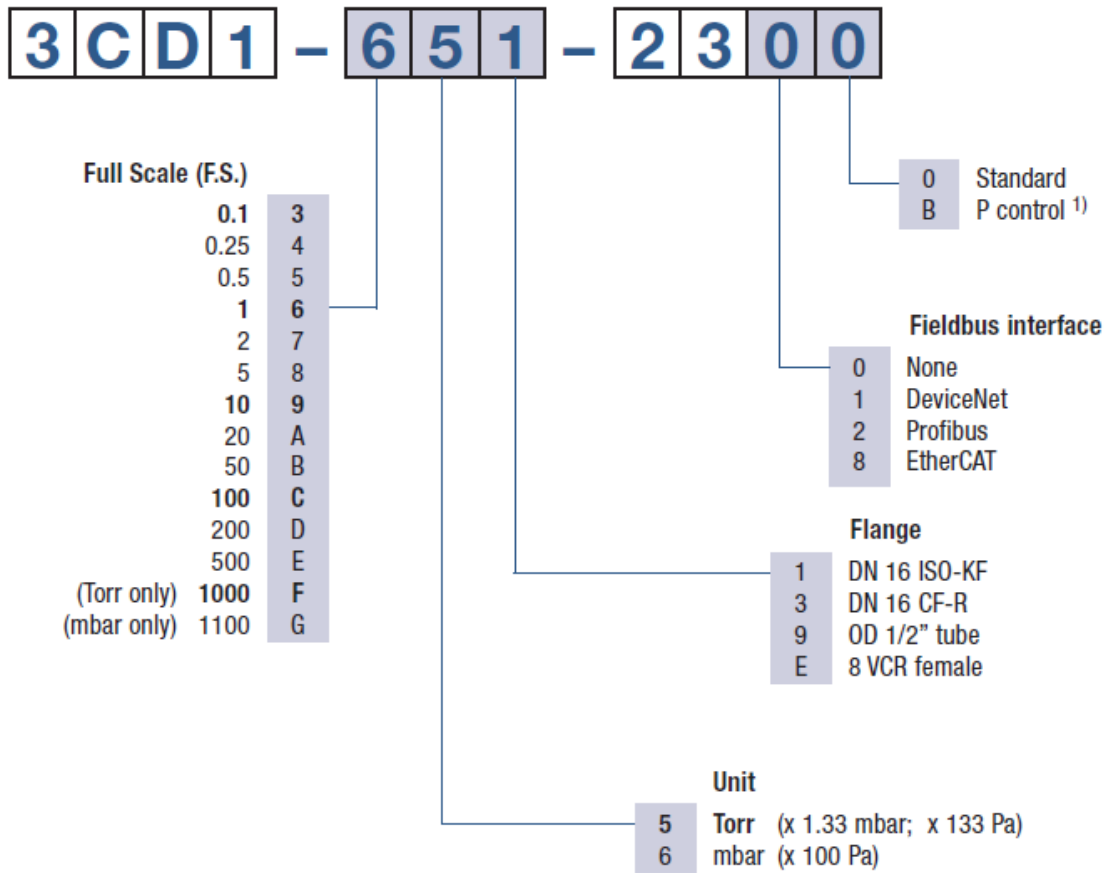 3CD1 – 651 – 2300
Full Scale (F.S.)
0.1 3
0.25 4
0.5 5
1 6
2 7
5 8
10 9
20 A
50 B
100 C
200 D
500 E
(Torr only) 1000 F
(mbar only) 1100 G
0 Standard
B P control 1)
Fieldbus interface
0 None
1 DeviceNet
2 Profibus
8 EtherCAT
Flange
1 DN 16 ISO-KF
3 DN 16 CF-R
9 OD 1/2” tube
E 8 VCR female
Unit
5 Torr (x 1.33 mbar; x 133 Pa)
6 mbar (x 100 Pa)